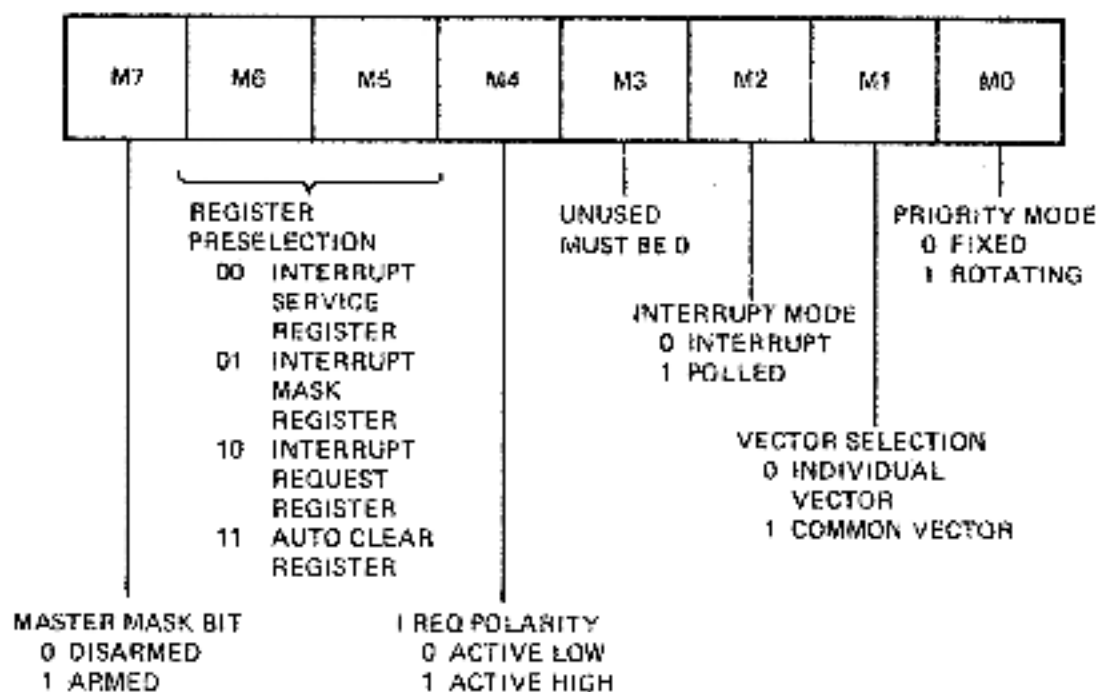 M7 M6 M5 M4 M3 M2 M1 M0
REGISTER
PRESELECTION
00 INTERRUPT
SERVICE
REGISTER
01 INTERRUPT
MASK
REGISTER
10 INTERRUPT
REQUEST
REGISTER
11 AUTO CLEAR
REGISTER
UNUSED
MUST BE 0
PRIORITY MODE
0 FIXED
1 ROTATING
INTERRUPT MODE
0 INTERRUPT
1 POLLED
VECTOR SELECTION
0 INDIVIDUAL
VECTOR
1 COMMON VECTOR
MASTER MASK BIT
0 DISARMED
1 ARMED
I REQ POLARITY
0 ACTIVE LOW
1 ACTIVE HIGH